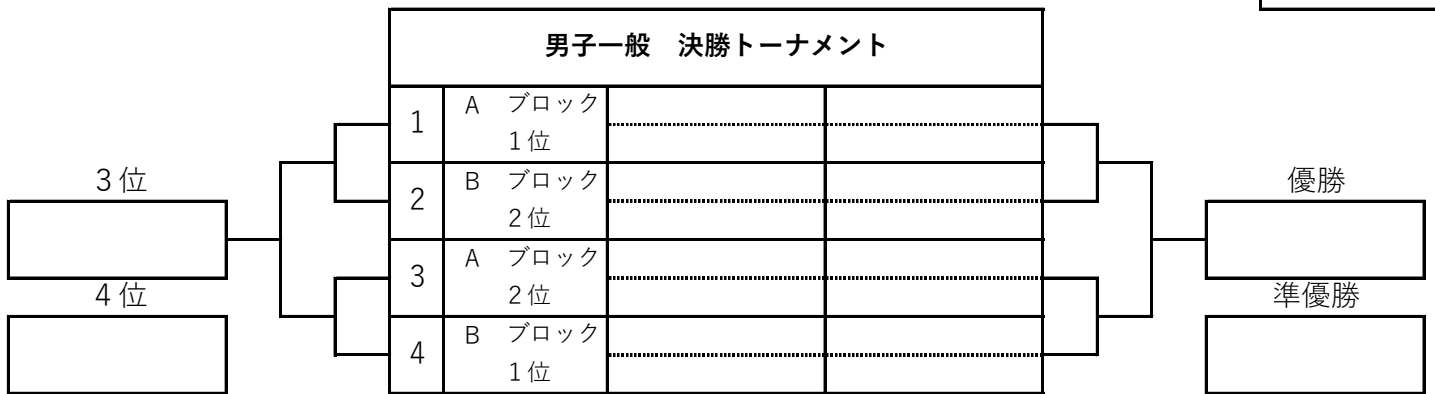 男子一般　決勝トーナメント
1　A　ブロック
1位
2　B　ブロック
2位
3　A　ブロック
2位
4　B　ブロック
1位
3位
4位
優勝
準優勝